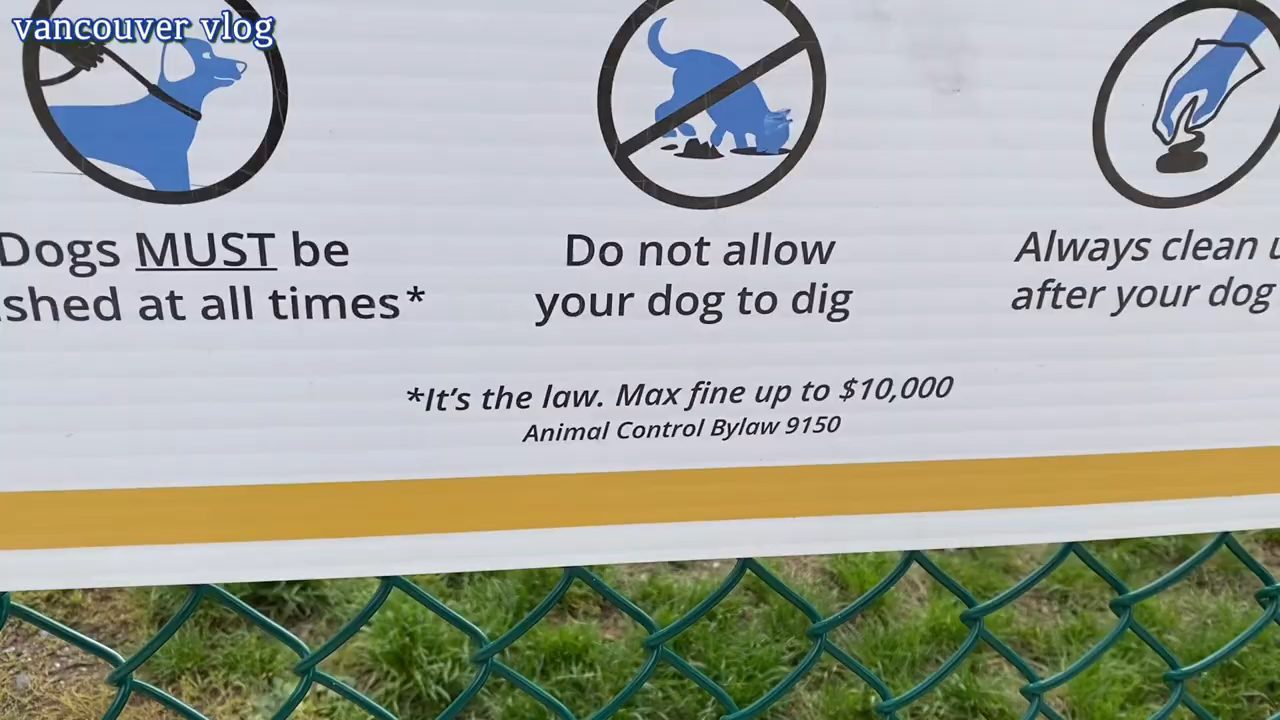 vancouver vlog
Dogs MUST be
shed at all times*
Do not allow
your dog to dig
Always clean
after your dog
*It's the law. Max fine up to $10,000
Animal Control Bylaw 9150